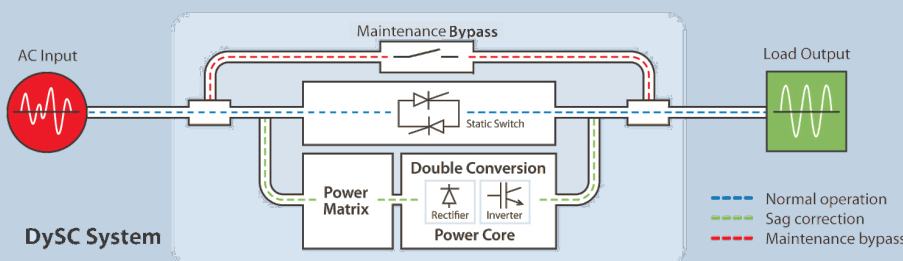 Maintenance Bypass
AC Input
Load Output
Static Switch
Double Conversion
Power
Matrix
Rectifier
Inverter
Power Core
DySC System
Normal operation
Sag correction
Maintenance bypass